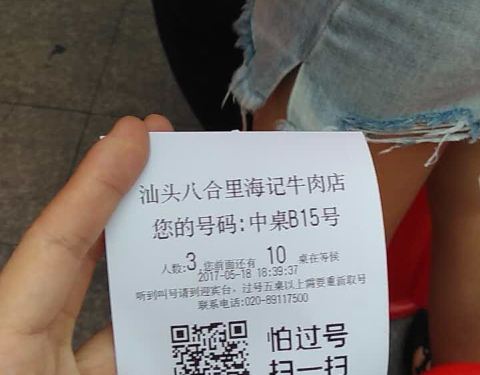 汕头八合里海记牛肉店
您的号码:中桌B15号
人数:3 您前面还有 10 桌在等候
2017-05-18 18:39:37
听到叫号请到迎宾台，过号五桌以上需要重新取号
联系电话:020-89117500
怕过号
扫一扫